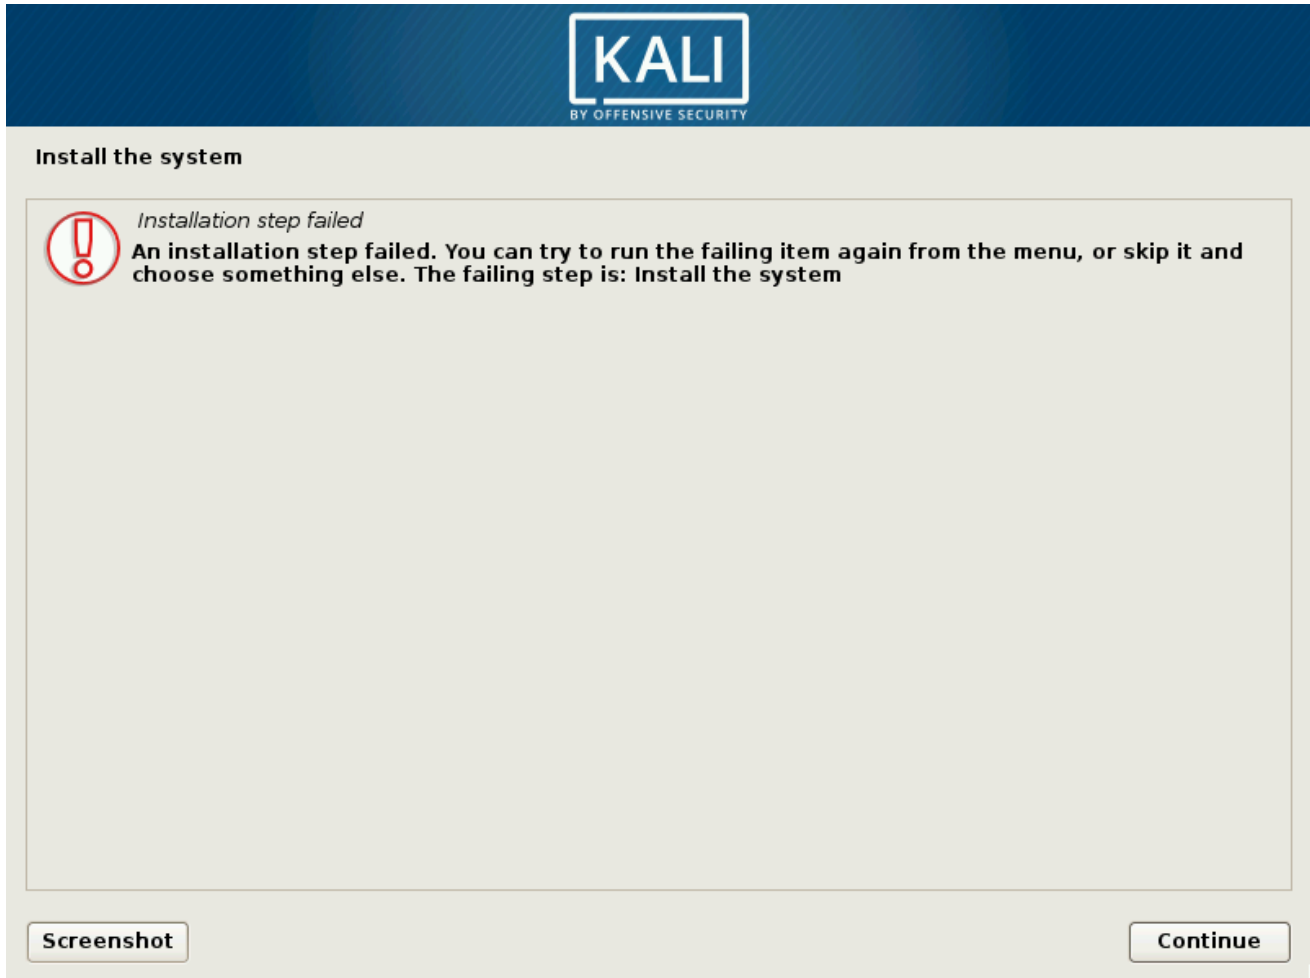 KALI
BY OFFENSIVE SECURITY
Install the system
Installation step failed
An installation step failed. You can try to run the failing item again from the menu, or skip it and
choose something else. The failing step is: Install the system
Screenshot
Continue